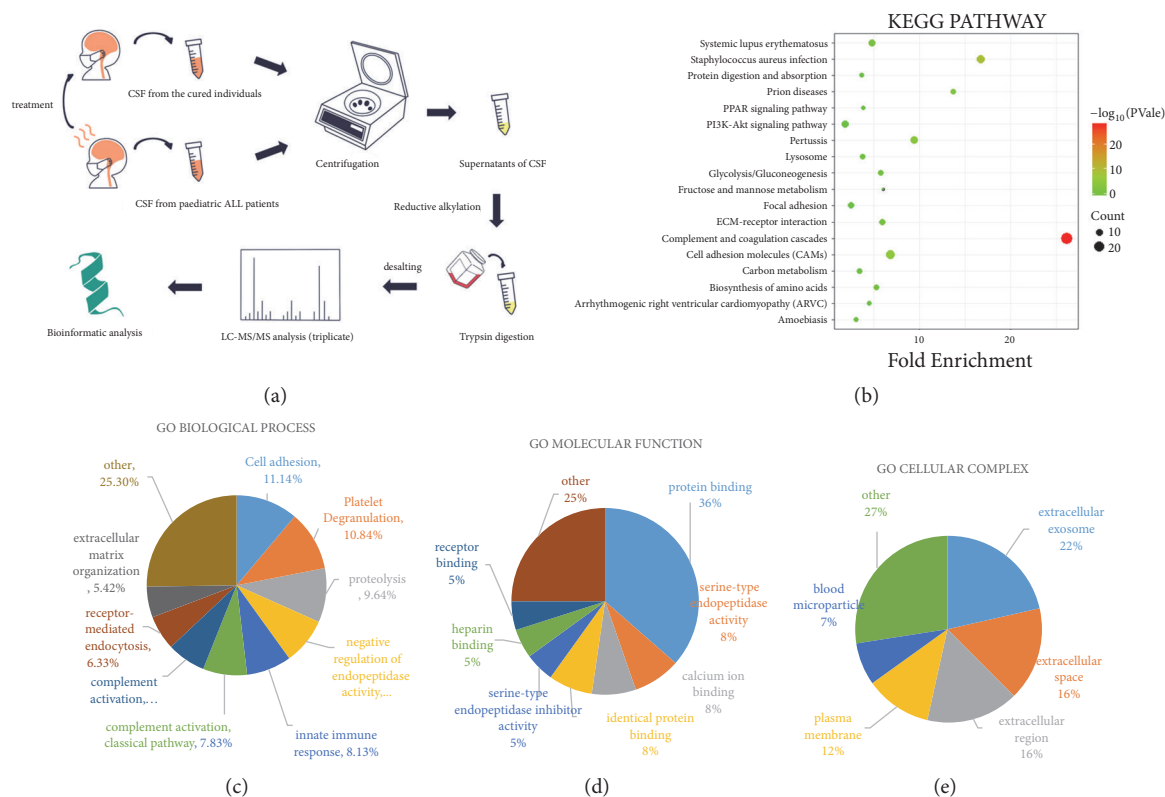 treatment
CSF from the cured individuals
CSF from paediatric ALL patients
Centrifugation
Supernatants of CSF
Reductive alkylation
Trypsin digestion
desalting
LC-MS/MS analysis (triplicate)
Bioinformatic analysis
(a)
KEGG PATHWAY
Systemic lupus erythematosus
Staphylococcus aureus infection
Protein digestion and absorption
Prion diseases
PPAR signaling pathway
PI3K-Akt signaling pathway
Pertussis
Lysosome
Glycolysis/Gluconeogenesis
Fructose and mannose metabolism
Focal adhesion
ECM-receptor interaction
Complement and coagulation cascades
Cell adhesion molecules (CAMs)
Carbon metabolism
Biosynthesis of amino acids
Arrhythmogenic right ventricular cardiomyopathy (ARVC)
Amoebiasis
10 20
Fold Enrichment
−log10(PVale)
20
10
0
Count
10
20
(b)
GO BIOLOGICAL PROCESS
other,
25.30%
Cell adhesion,
11.14%
Platelet
Degranulation,
10.84%
proteolysis
, 9.64%
negative
regulation of
endopeptidase
activity,...
innate immune
response, 8.13%
complement activation,
classical pathway, 7.83%
complement
activation,...
receptor-
mediated
endocytosis,
6.33%
extracellular
matrix
organization
, 5.42%
(c)
GO MOLECULAR FUNCTION
other
25%
protein binding
36%
serine-type
endopeptidase
activity
8%
calcium ion
binding
8%
identical protein
binding
8%
serine-type
endopeptidase inhibitor
activity
5%
heparin
binding
5%
receptor
binding
5%
(d)
GO CELLULAR COMPLEX
other
27%
extracellular
exosome
22%
extracellular
space
16%
extracellular
region
16%
plasma
membrane
12%
blood
microparticle
7%
(e)